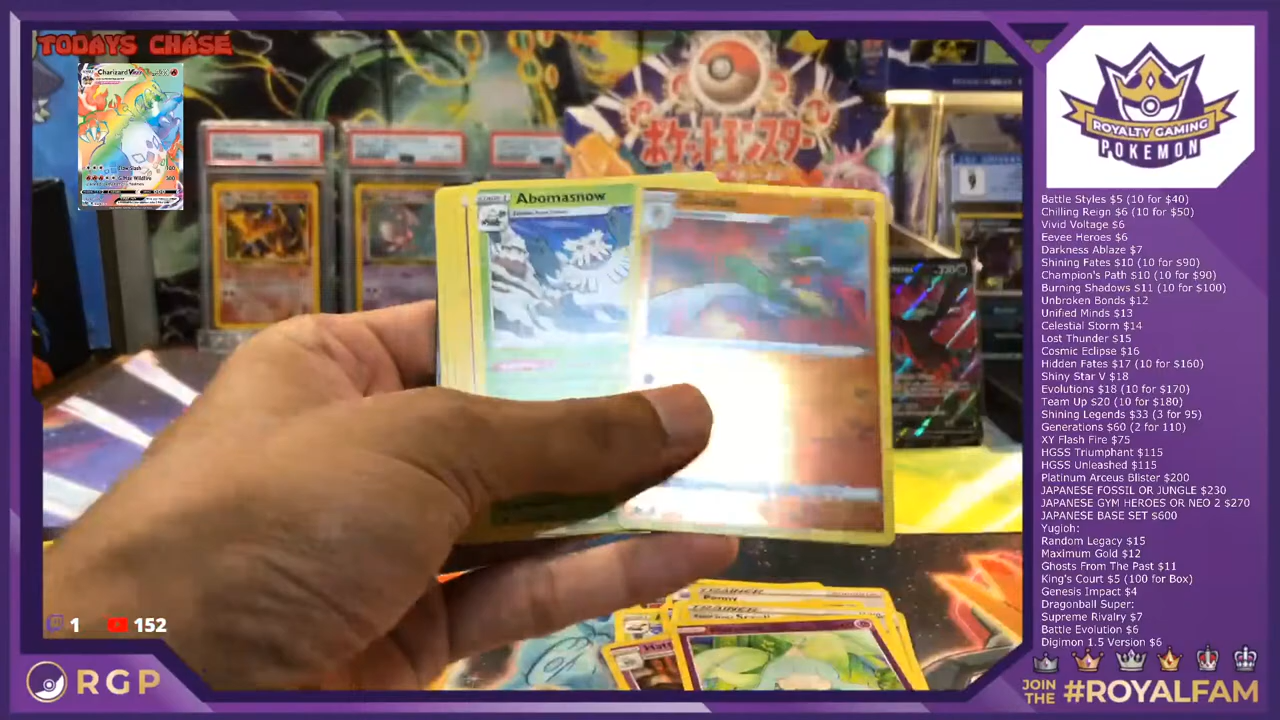 TODAYS CHASE
Charizard
ポケットモンスター
Abomasnow
TRAINER
TRAINER
1
152
RGP
ROYALTY GAMING
POKEMON
Battle Styles $5 (10 for $40)
Chilling Reign $6 (10 for $50)
Vivid Voltage $6
Eevee Heroes $6
Darkness Ablaze $7
Shining Fates $10 (10 for $90)
Champion's Path $10 (10 for $90)
Burning Shadows $11 (10 for $100)
Unbroken Bonds $12
Unified Minds $13
Celestial Storm $14
Lost Thunder $15
Cosmic Eclipse $16
Hidden Fates $17 (10 for $160)
Shiny Star V $18
Evolutions $18 (10 for $170)
Team Up $20 (10 for $180)
Shining Legends $33 (3 for 95)
Generations $60 (2 for 110)
XY Flash Fire $75
HGSS Triumphant $115
HGSS Unleashed $115
Platinum Arceus Blister $200
JAPANESE FOSSIL OR JUNGLE $230
JAPANESE GYM HEROES OR NEO 2 $270
JAPANESE BASE SET $600
Yugioh:
Random Legacy $15
Maximum Gold $12
Ghosts From The Past $11
King's Court $5 (100 for Box)
Genesis Impact $4
Dragonball Super:
Supreme Rivalry $7
Battle Evolution $6
Digimon 1.5 Version $6
JOIN
THE
#ROYALFAM